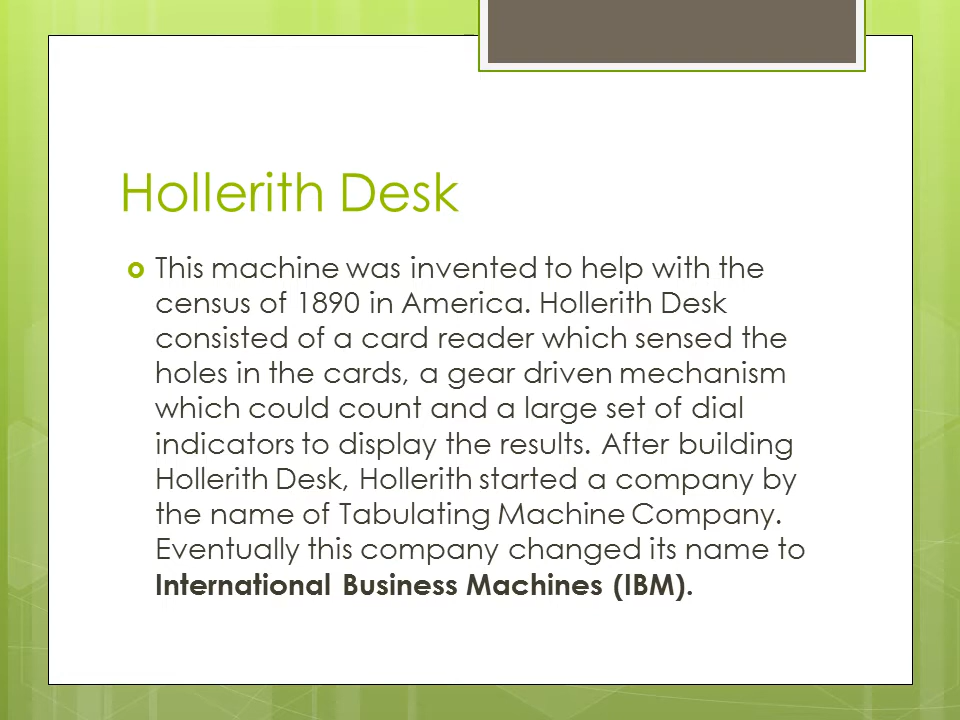 Hollerith Desk
This machine was invented to help with the
census of 1890 in America. Hollerith Desk
consisted of a card reader which sensed the
holes in the cards, a gear driven mechanism
which could count and a large set of dial
indicators to display the results. After building
Hollerith Desk, Hollerith started a company by
the name of Tabulating Machine Company.
Eventually this company changed its name to
International Business Machines (IBM).